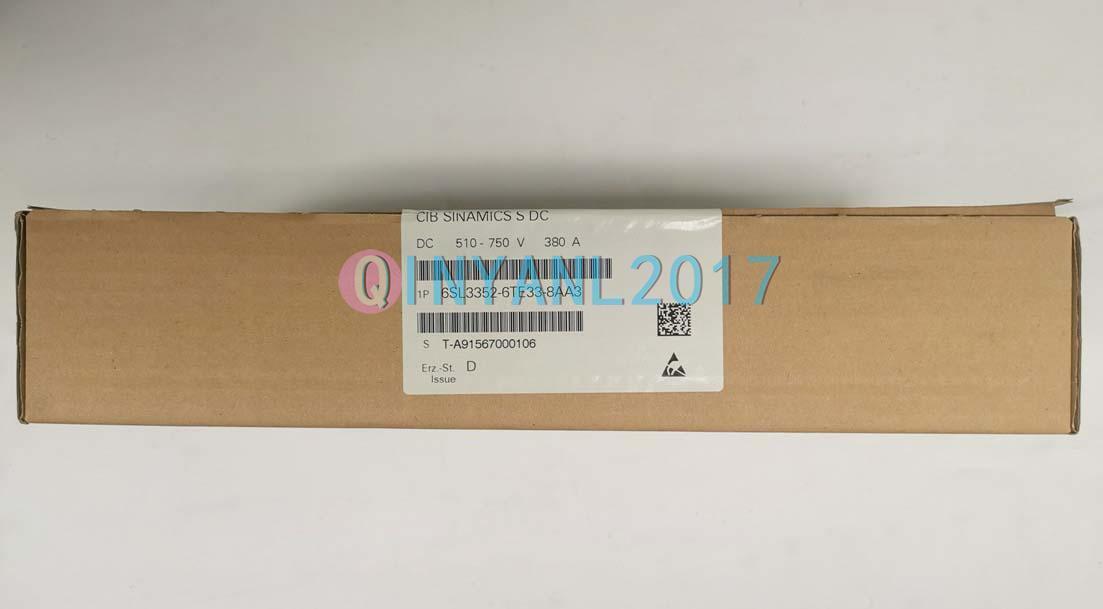 CIB SINAMICS S DC
DC 510 - 750 V 380 A
QINYANL2017
1P 6SL3352-6TE33-8AA3
S T-A91567000106
Erz.-St. D
Issue